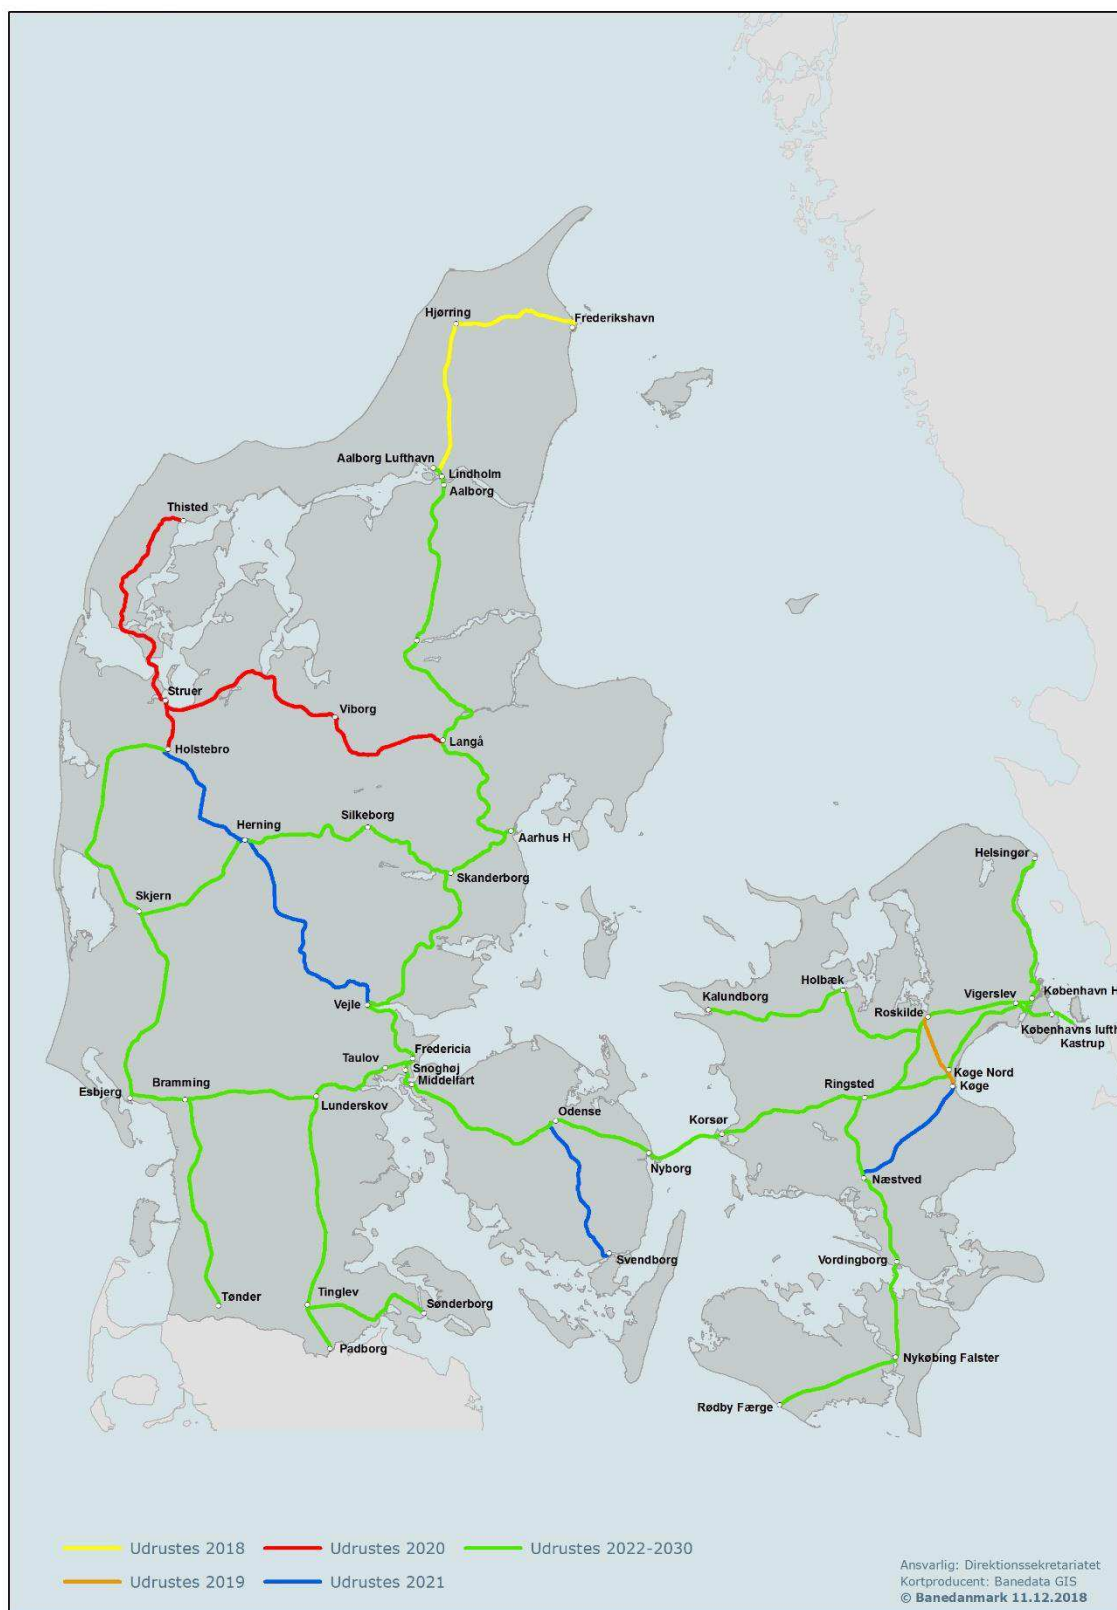 Hjørring
Frederikshavn
Aalborg Lufthavn
Lindholm
Aalborg
Thisted
Struer
Viborg
Langå
Holstebro
Silkeborg
Herning
Aarhus H
Helsingør
Skanderborg
Skjern
Holbæk
København H
Vigerslev
Kalundborg
Vejle
Roskilde
Københavns lufth
Kastrup
Fredericia
Taulov
Snoghøj
Køge Nord
Middelfart
Ringsted
Køge
Esbjerg
Bramming
Lunderskov
Odense
Korsør
Nyborg
Næstved
Svendborg
Vordingborg
Tønder
Tinglev
Sønderborg
Padborg
Nykøbing Falster
Rødby Færge
Udrustes 2018
Udrustes 2020
Udrustes 2022-2030
Udrustes 2019
Udrustes 2021
Ansvarlig: Direktionssekretariatet
Kortproducent: Banedata GIS
© Banedanmark 11.12.2018